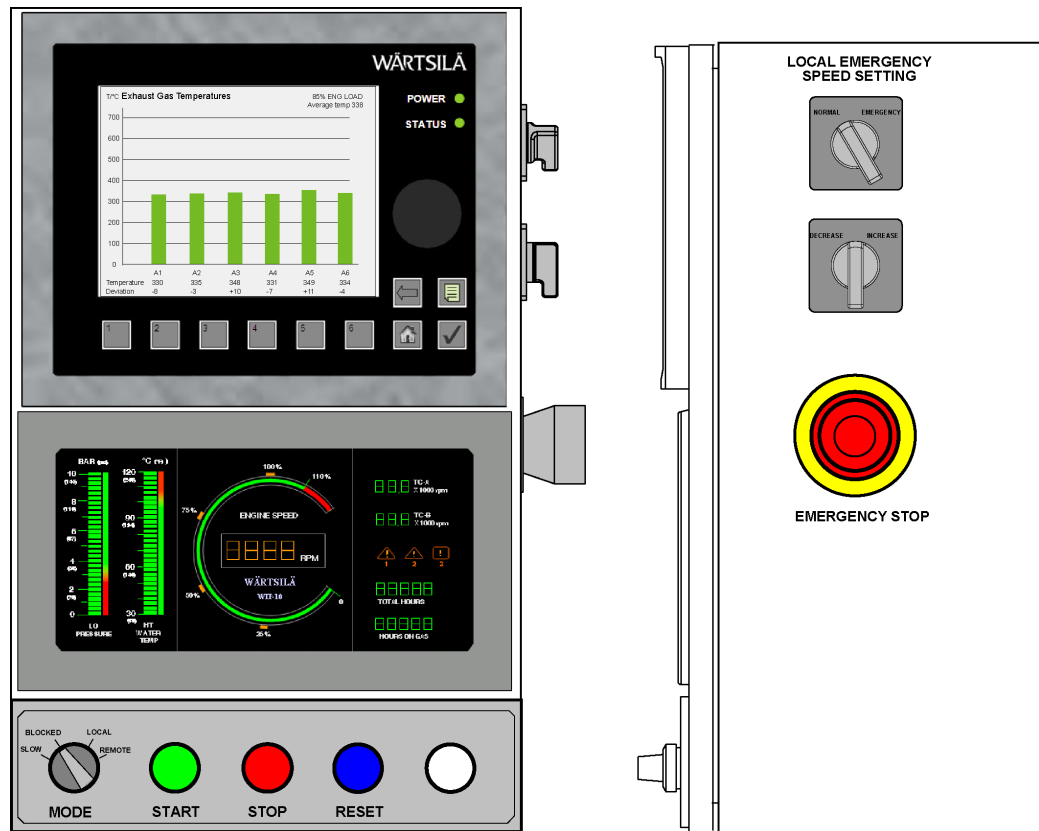 WÄRTSILÄ
T/°C Exhaust Gas Temperatures
85% ENG LOAD
Average temp 338
POWER
STATUS
700
600
500
400
300
200
100
0
A1 A2 A3 A4 A5 A6
Temperature 330 335 348 331 349 334
Deviation -8 -3 +10 -7 +11 -4
1 2 3 4 5 6
BAR
10
8
6
4
2
0
LO
PRESSURE
°C
120
90
60
30
HT
WATER
TEMP
100%
110%
75%
50%
25%
0
ENGINE SPEED
RPM
WÄRTSILÄ
WIP-10
TC-A
X 1000 rpm
TC-B
X 1000 rpm
1 2 3
TOTAL HOURS
HOURS ON GAS
BLOCKED
LOCAL
SLOW
REMOTE
MODE
START
STOP
RESET
LOCAL EMERGENCY
SPEED SETTING
NORMAL EMERGENCY
DECREASE INCREASE
EMERGENCY STOP